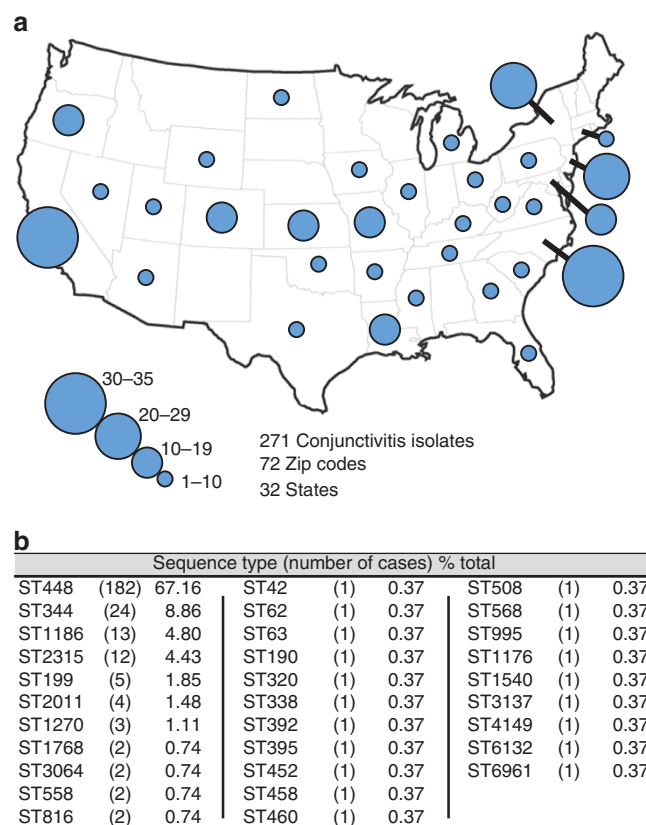 a
30–35
20–29
10–19
1–10
271 Conjunctivitis isolates
72 Zip codes
32 States
b
Sequence type (number of cases) % total
ST448 (182) 67.16 ST42 (1) 0.37 ST508 (1) 0.37
ST344 (24) 8.86 ST62 (1) 0.37 ST568 (1) 0.37
ST1186 (13) 4.80 ST63 (1) 0.37 ST995 (1) 0.37
ST2315 (12) 4.43 ST190 (1) 0.37 ST1176 (1) 0.37
ST199 (5) 1.85 ST320 (1) 0.37 ST1540 (1) 0.37
ST2011 (4) 1.48 ST338 (1) 0.37 ST3137 (1) 0.37
ST1270 (3) 1.11 ST392 (1) 0.37 ST4149 (1) 0.37
ST1768 (2) 0.74 ST395 (1) 0.37 ST6132 (1) 0.37
ST3064 (2) 0.74 ST452 (1) 0.37 ST6961 (1) 0.37
ST558 (2) 0.74 ST458 (1) 0.37
ST816 (2) 0.74 ST460 (1) 0.37